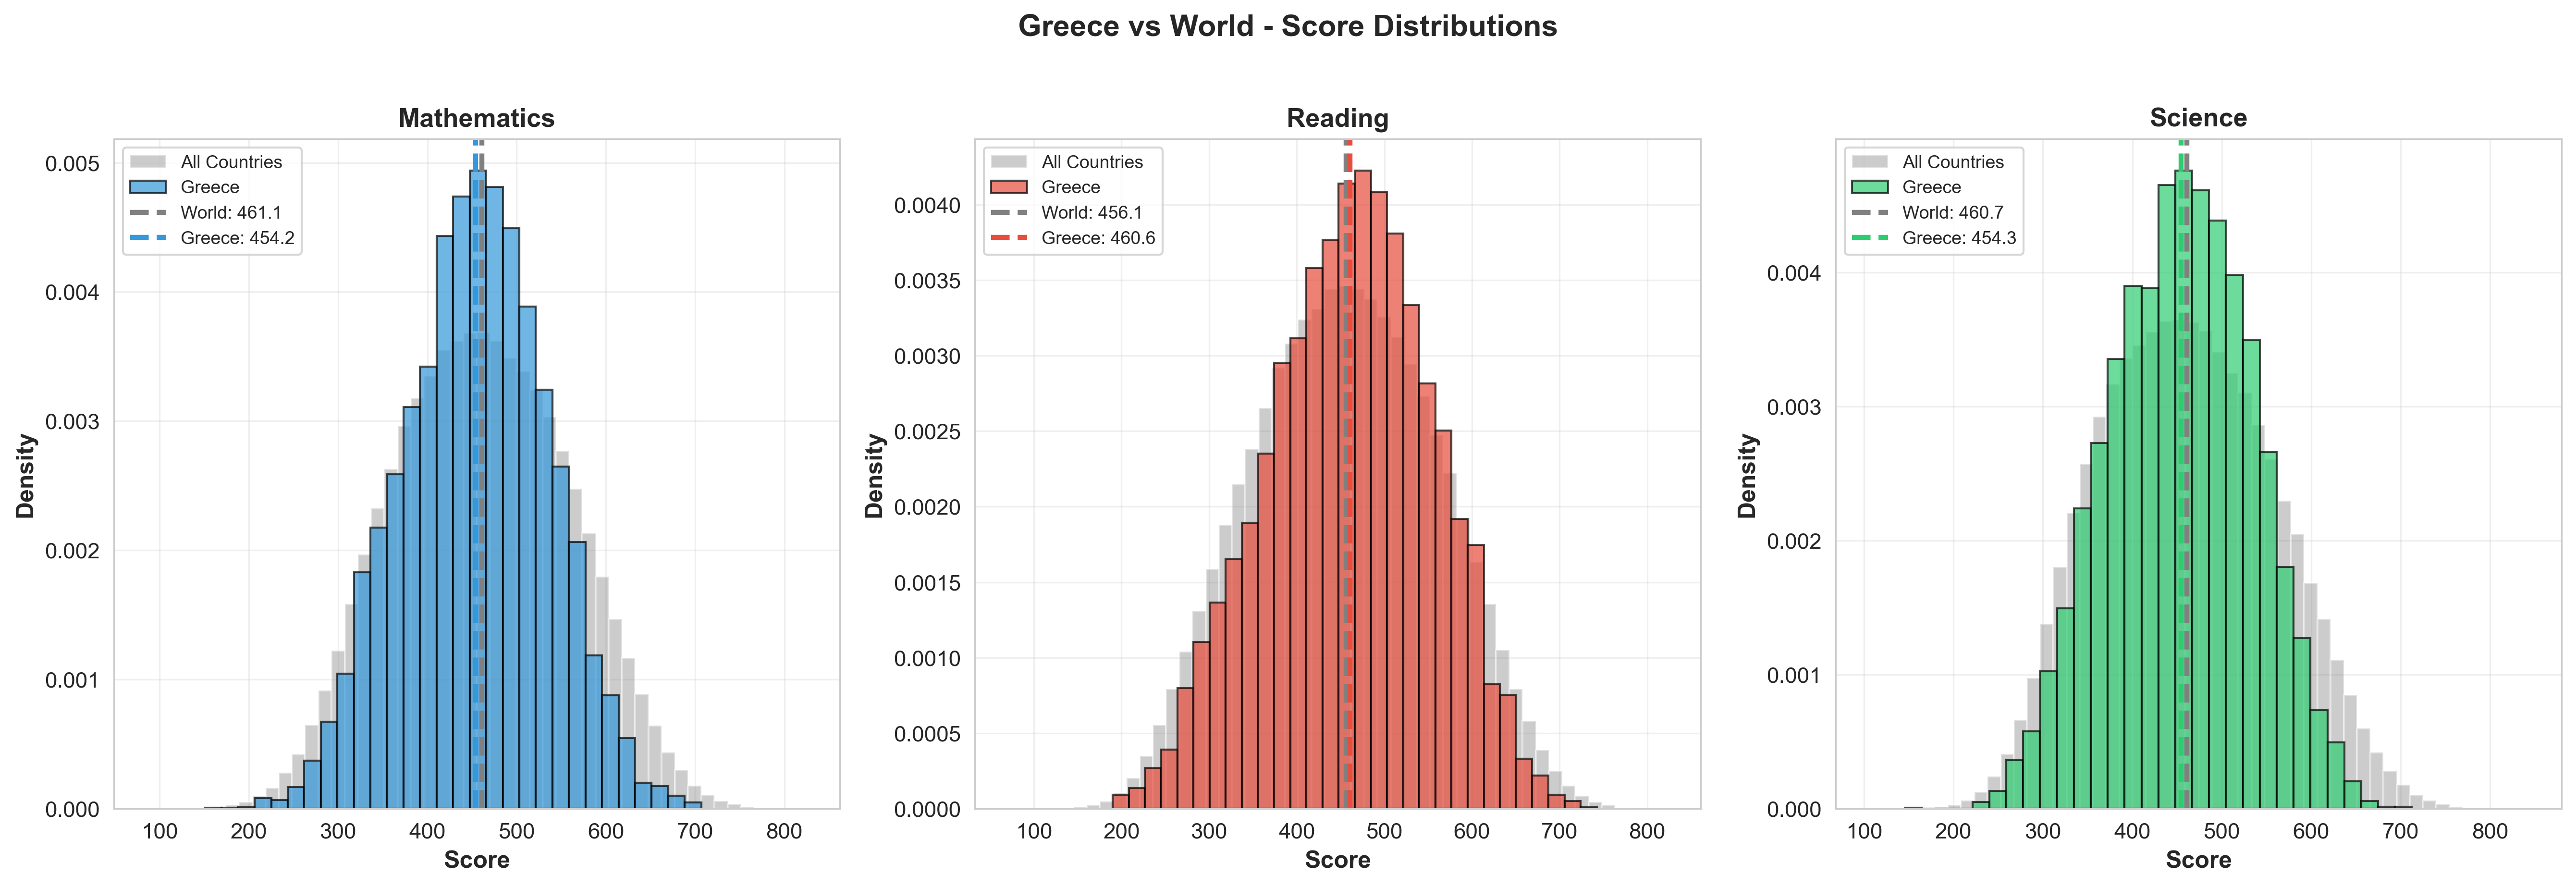 Greece vs World - Score Distributions
Mathematics
All Countries
Greece
World: 461.1
Greece: 454.2
0.005
0.004
0.003
0.002
0.001
0.000
Density
100 200 300 400 500 600 700 800
Score
Reading
All Countries
Greece
World: 456.1
Greece: 460.6
0.0040
0.0035
0.0030
0.0025
0.0020
0.0015
0.0010
0.0005
0.0000
Density
100 200 300 400 500 600 700 800
Score
Science
All Countries
Greece
World: 460.7
Greece: 454.3
0.004
0.003
0.002
0.001
0.000
Density
100 200 300 400 500 600 700 800
Score